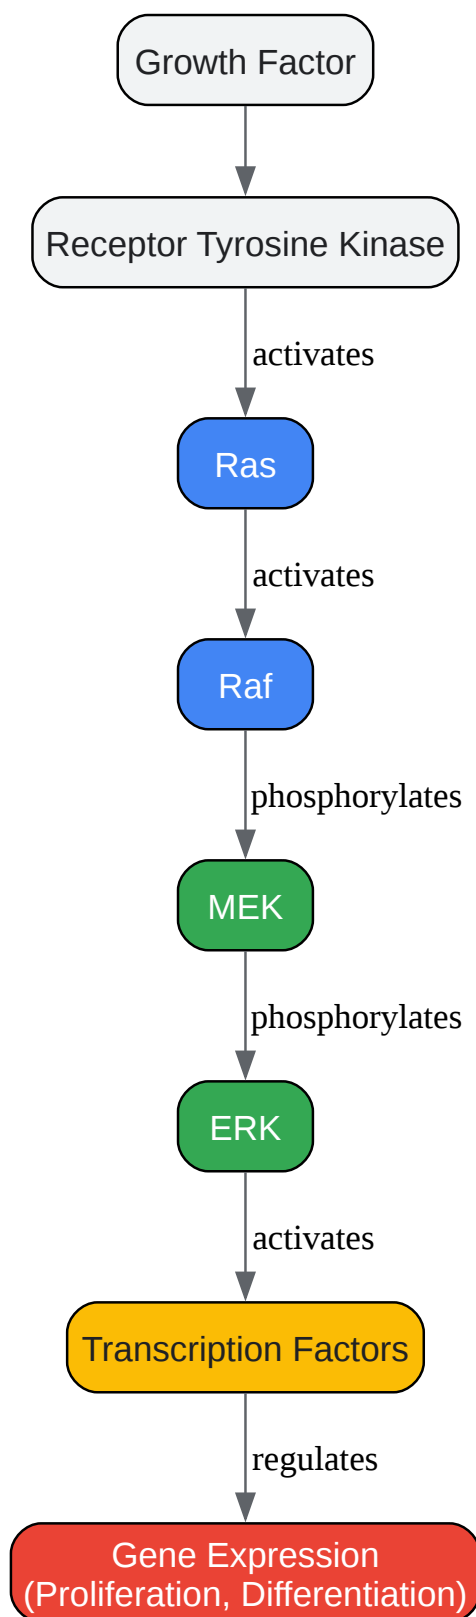 Growth Factor
Receptor Tyrosine Kinase
activates
Ras
activates
Raf
phosphorylates
MEK
phosphorylates
ERK
activates
Transcription Factors
regulates
Gene Expression
(Proliferation, Differentiation)